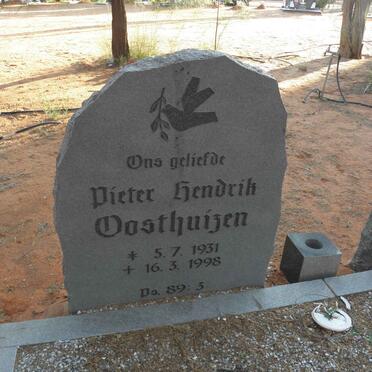 Ons geliefde
Pieter Hendrik
Oosthuizen
* 5. 7. 1931
+ 16. 3. 1998
Ps. 89: 5